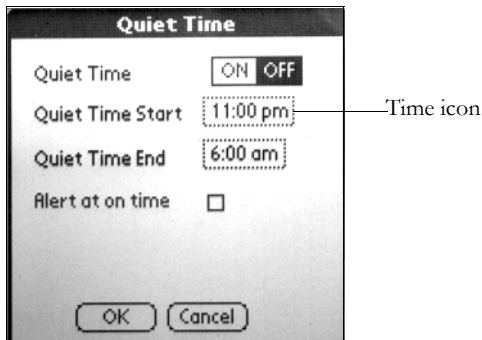 Quiet Time
Quiet Time ON OFF
Quiet Time Start 11:00 pm Time icon
Quiet Time End 6:00 am
Alert at on time
OK Cancel